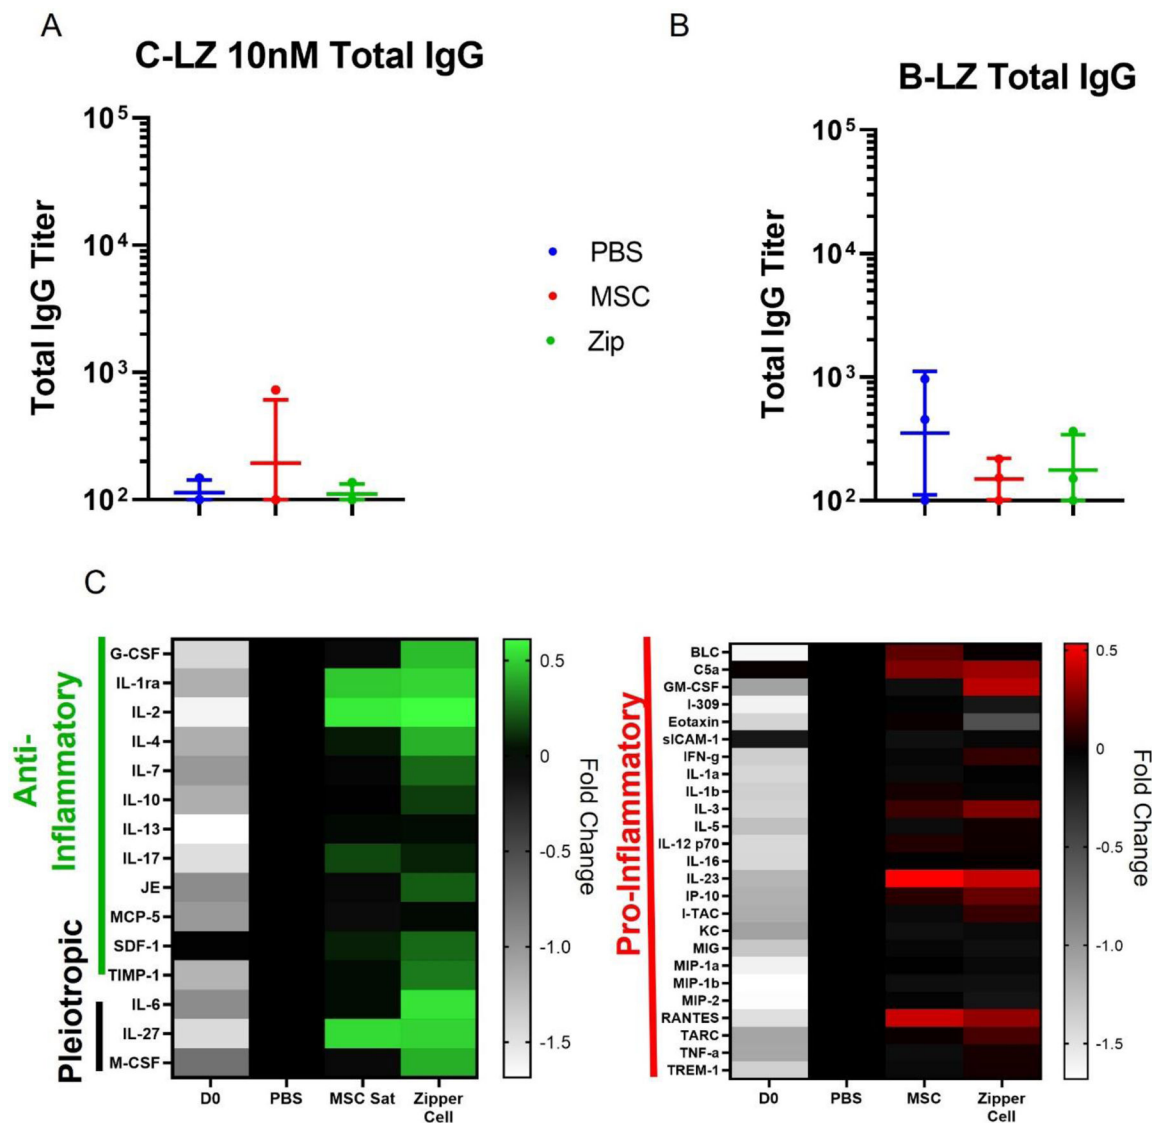 A
C-LZ 10nM Total IgG
Total IgG Titer
10^5
10^4
10^3
10^2
PBS
MSC
Zip
B
B-LZ Total IgG
Total IgG Titer
10^5
10^4
10^3
10^2
C
Anti-
Inflammatory
Pleiotropic
G-CSF
IL-1ra
IL-2
IL-4
IL-7
IL-10
IL-13
IL-17
JE
MCP-5
SDF-1
TIMP-1
IL-6
IL-27
M-CSF
D0
PBS
MSC Sat
Zipper
Cell
0.5
0
-0.5
-1.0
-1.5
Fold Change
Pro-Inflammatory
BLC
C5a
GM-CSF
I-309
Eotaxin
sICAM-1
IFN-g
IL-1a
IL-1b
IL-3
IL-5
IL-12 p70
IL-16
IL-23
IP-10
I-TAC
KC
MIG
MIP-1a
MIP-1b
MIP-2
RANTES
TARC
TNF-a
TREM-1
D0
PBS
MSC
Zipper
Cell
0.5
0
-0.5
-1.0
-1.5
Fold Change